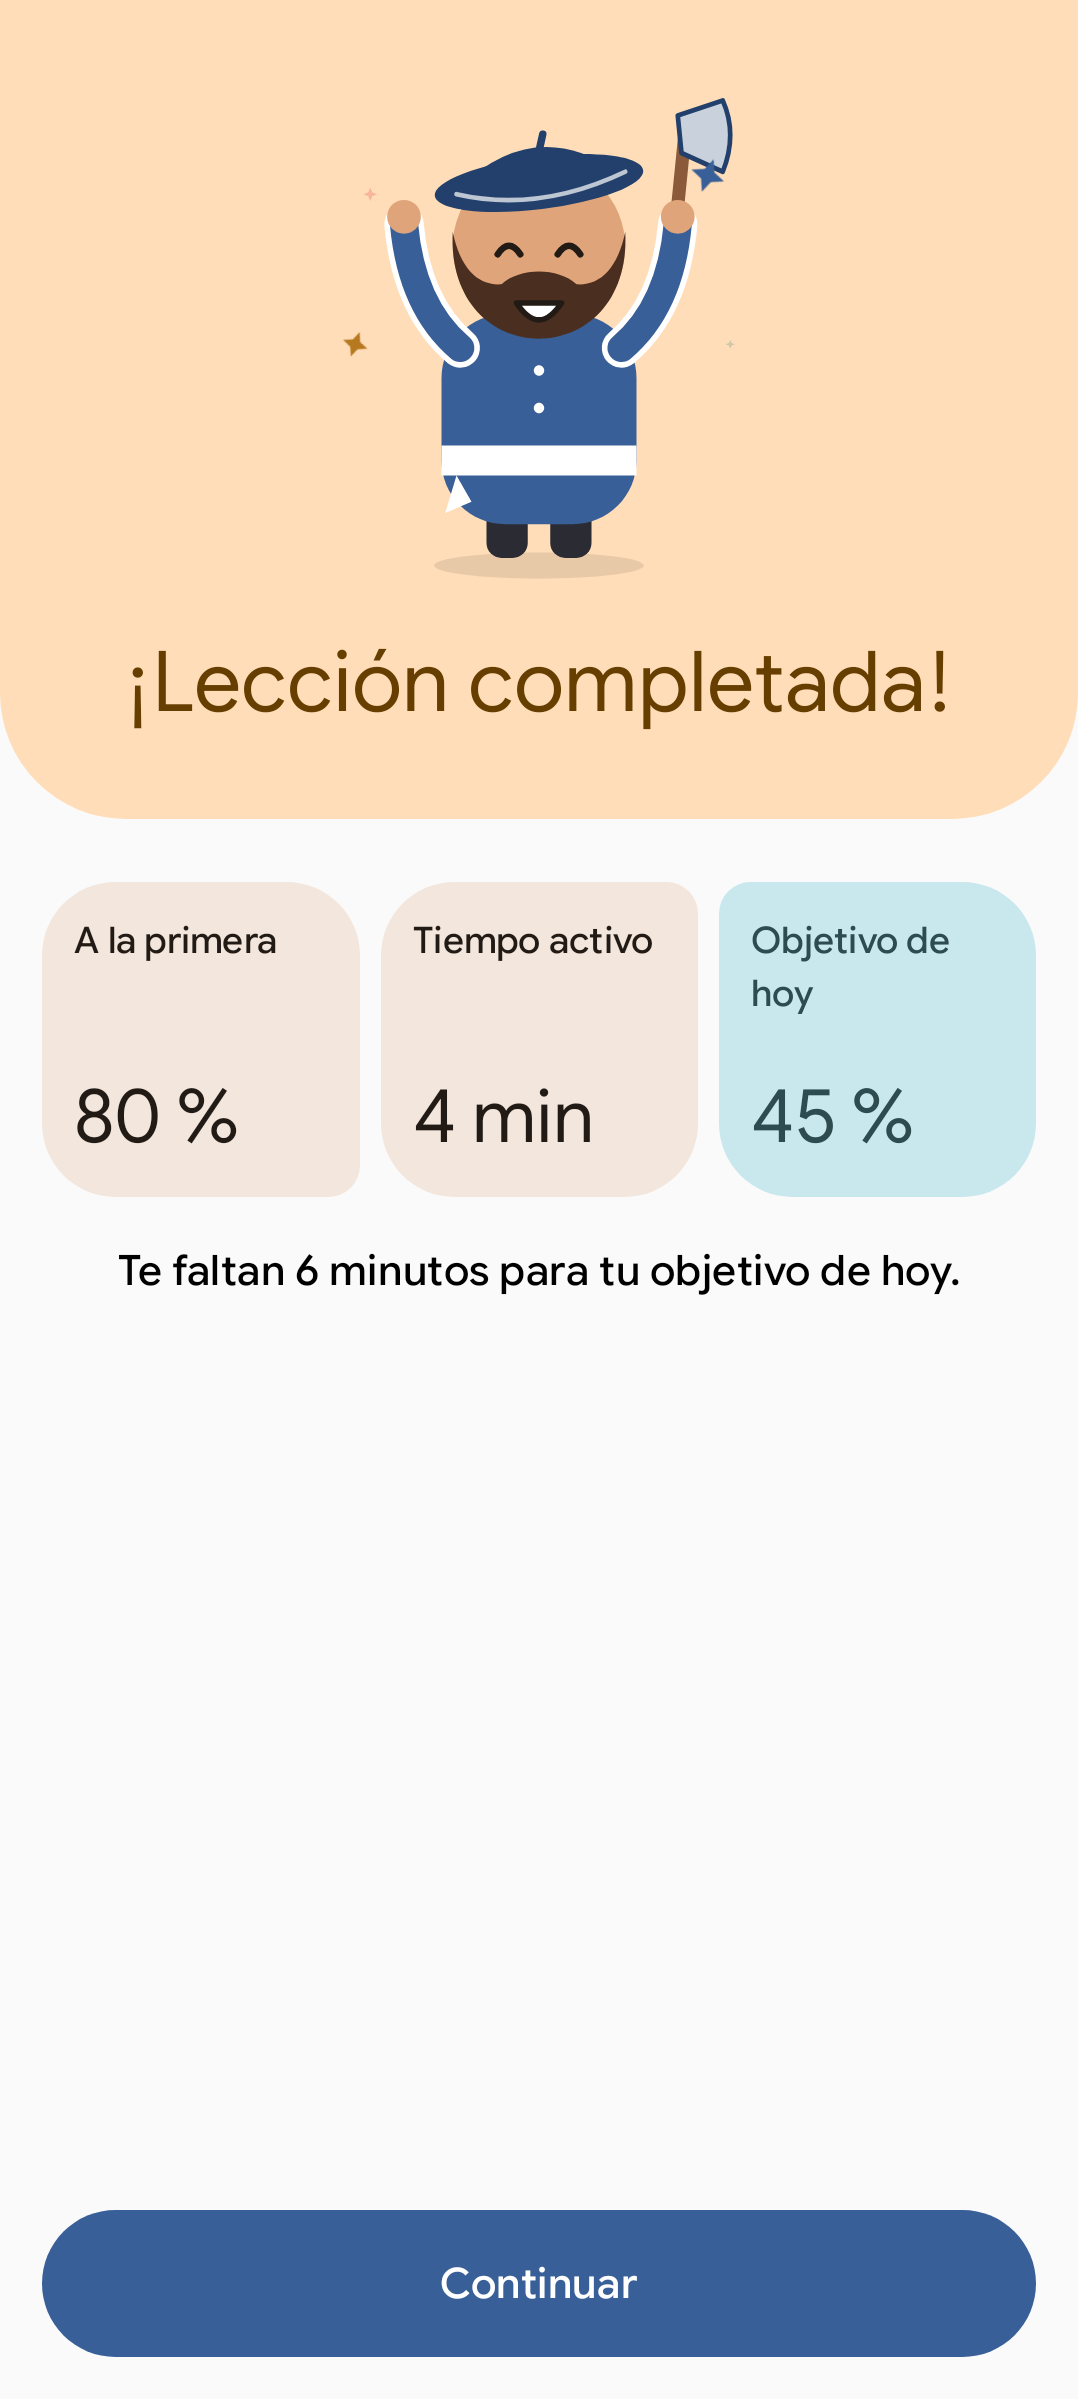 ¡Lección completada!
A la primera
80 %
Tiempo activo
4 min
Objetivo de
hoy
45 %
Te faltan 6 minutos para tu objetivo de hoy.
Continuar